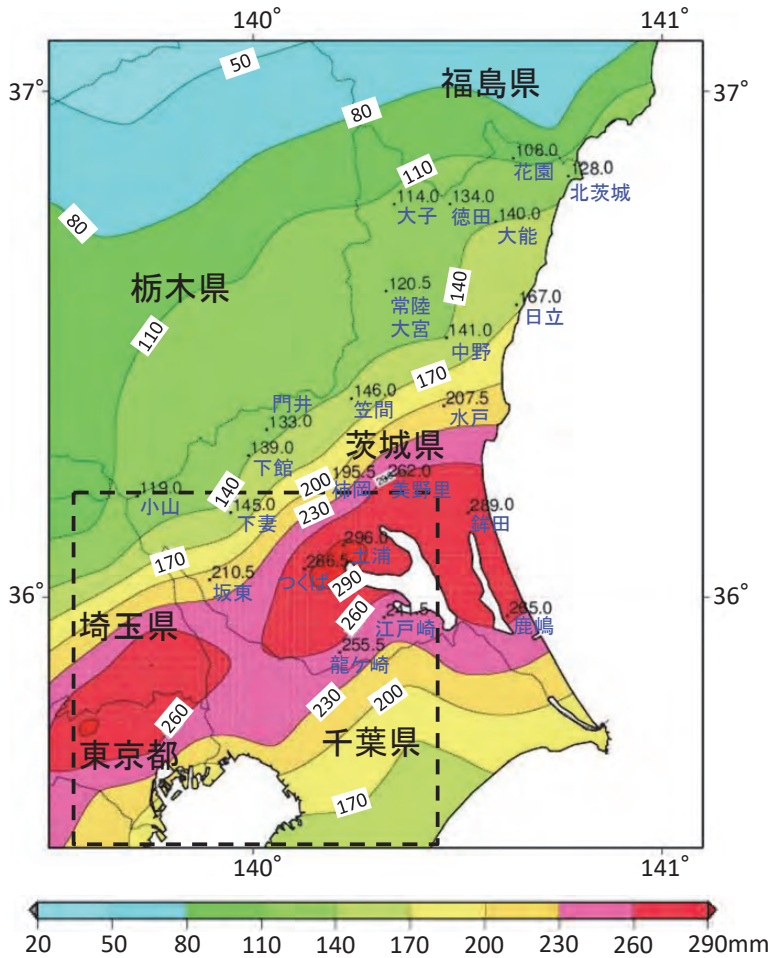 140°
141°
50
福島県
37°
37°
80
108.0
花園
128.0
北茨城
110
114.0
大子
134.0
徳田
140.0
大能
80
栃木県
120.5
常陸
大宮
140
167.0
日立
110
141.0
中野
170
146.0
笠間
207.5
水戸
門井
133.0
茨城県
139.0
下館
195.5
柿岡
262.0
美野里
200
119.0
小山
140
145.0
下妻
230
289.0
鉾田
296.0
土浦
170
286.5
つくば
290
210.5
坂東
36°
36°
埼玉県
260
江戸崎
鹿嶋
255.5
龍ケ崎
230
200
260
東京都
千葉県
170
140°
141°
20
50
80
110
140
170
200
230
260
290mm